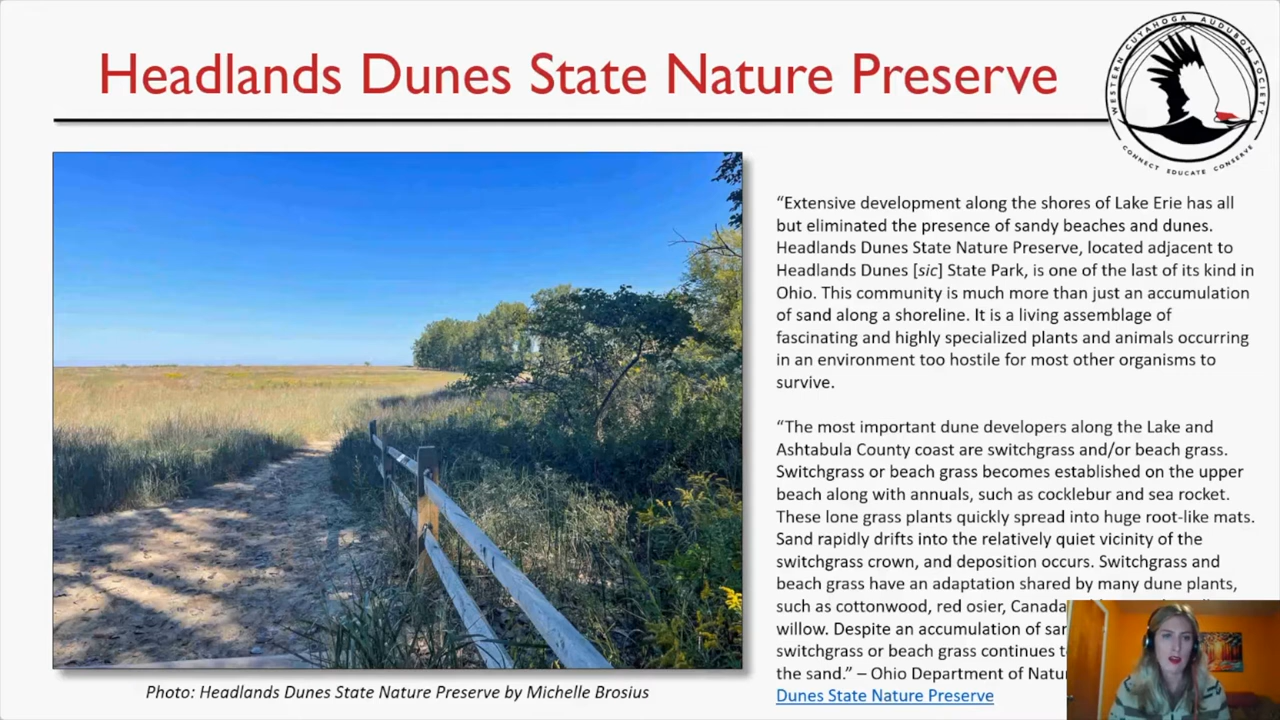 Headlands Dunes State Nature Preserve
WESTERN CUYAHOGA AUDUBON SOCIETY
CONNECT EDUCATE CONSERVE
“Extensive development along the shores of Lake Erie has all
but eliminated the presence of sandy beaches and dunes.
Headlands Dunes State Nature Preserve, located adjacent to
Headlands Dunes [sic] State Park, is one of the last of its kind in
Ohio. This community is much more than just an accumulation
of sand along a shoreline. It is a living assemblage of
fascinating and highly specialized plants and animals occurring
in an environment too hostile for most other organisms to
survive.
“The most important dune developers along the Lake and
Ashtabula County coast are switchgrass and/or beach grass.
Switchgrass or beach grass becomes established on the upper
beach along with annuals, such as cocklebur and sea rocket.
These lone grass plants quickly spread into huge root-like mats.
Sand rapidly drifts into the relatively quiet vicinity of the
switchgrass crown, and deposition occurs. Switchgrass and
beach grass have an adaptation shared by many dune plants,
such as cottonwood, red osier, Canada
willow. Despite an accumulation of
switchgrass or beach grass continues
the sand.” – Ohio Department of
Dunes State Nature Preserve
Photo: Headlands Dunes State Nature Preserve by Michelle Brosius